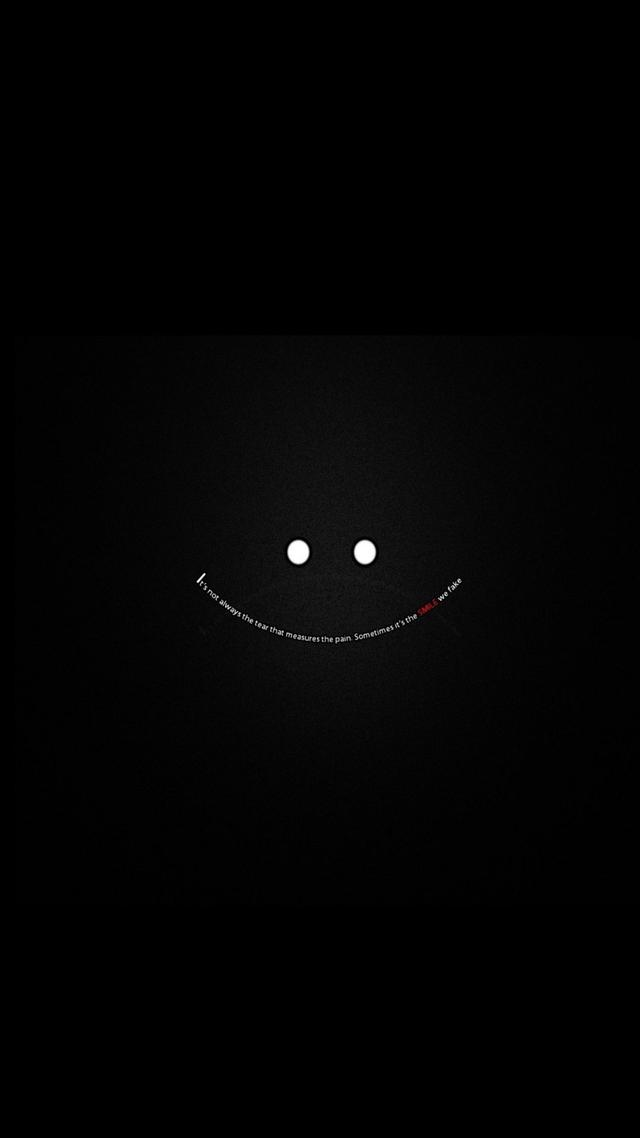 It's not always the tear that measures the pain. Sometimes it's the SMILE we fake